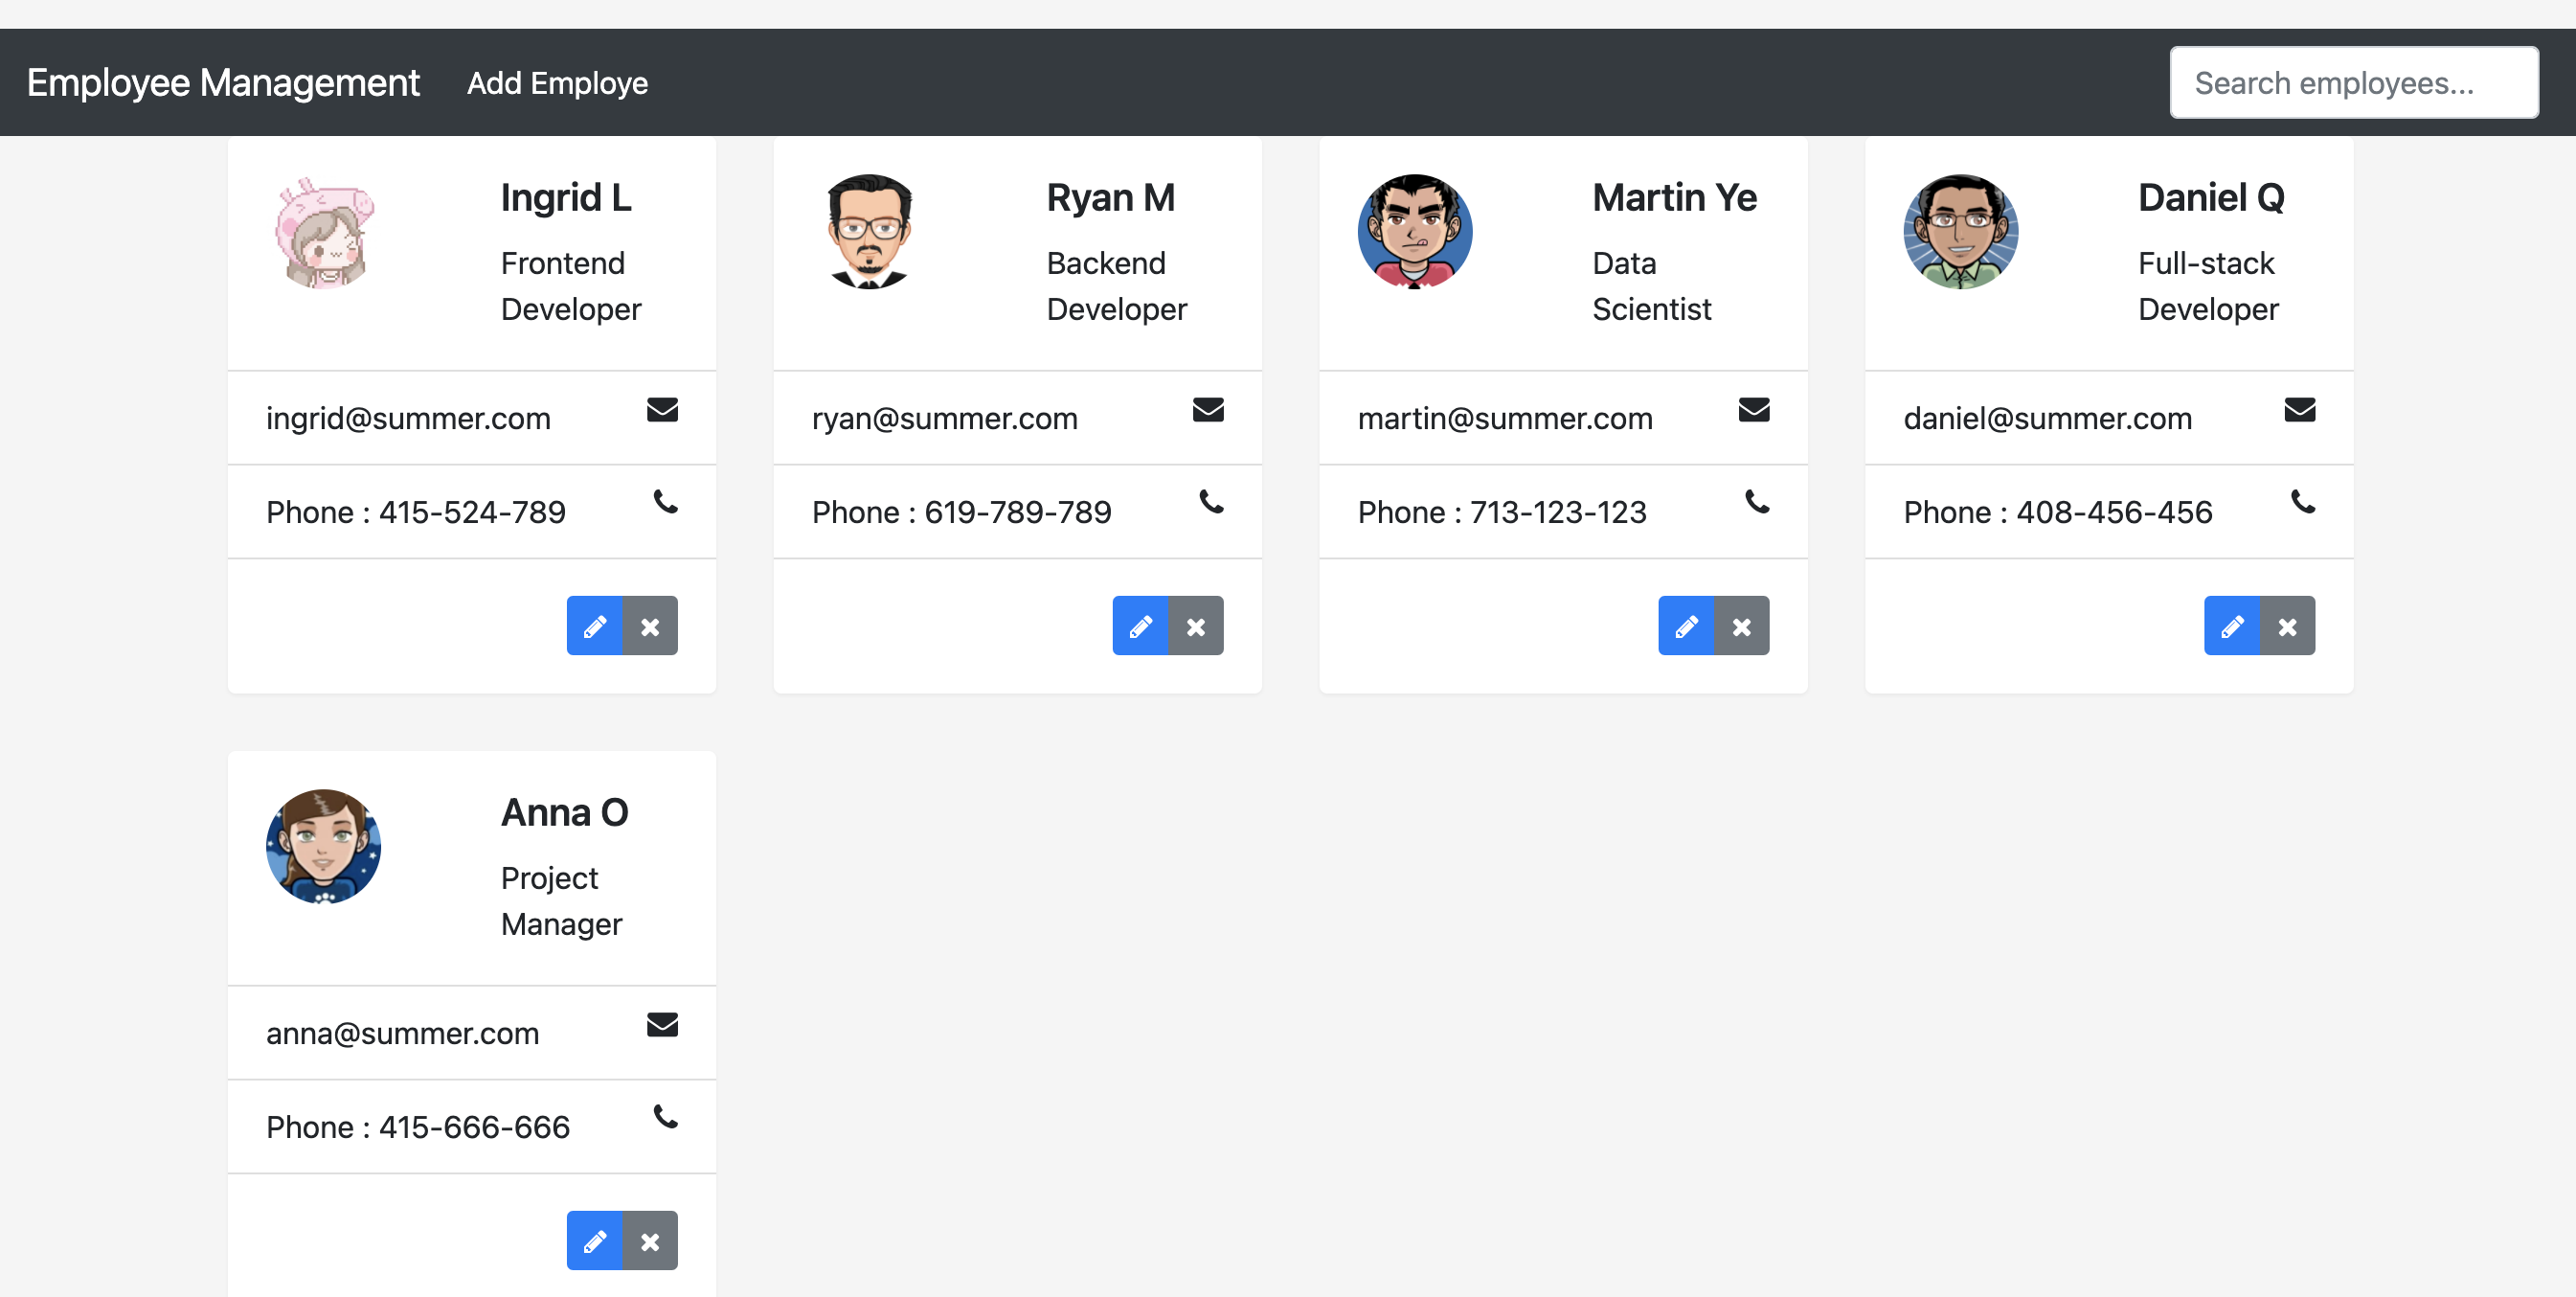 Employee Management
Add Employe
Search employees...
Ingrid L
Frontend
Developer
ingrid@summer.com
Phone : 415-524-789
Ryan M
Backend
Developer
ryan@summer.com
Phone : 619-789-789
Martin Ye
Data
Scientist
martin@summer.com
Phone : 713-123-123
Daniel Q
Full-stack
Developer
daniel@summer.com
Phone : 408-456-456
Anna O
Project
Manager
anna@summer.com
Phone : 415-666-666